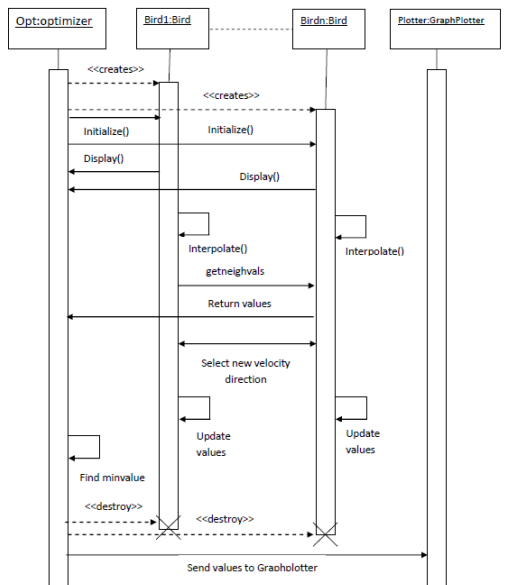 Opt:optimizer
Bird1:Bird
Birdn:Bird
Plotter:GraphPlotter
<<creates>>
<<creates>>
Initialize()
Initialize()
Display()
Display()
Interpolate()
Interpolate()
getneighvals
Return values
Select new velocity
direction
Update
values
Update
values
Find minvalue
<<destroy>>
<<destroy>>
Send values to Graphplotter